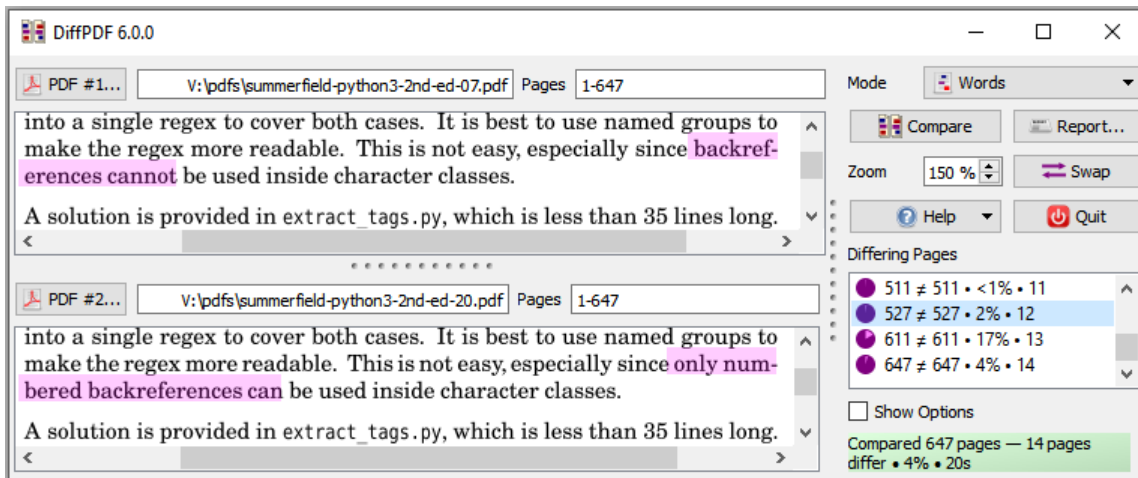 DiffPDF 6.0.0
PDF #1...
V:\pdfs\summerfield-python3-2nd-ed-07.pdf
Pages
1-647
into a single regex to cover both cases. It is best to use named groups to
make the regex more readable. This is not easy, especially since backref-
erences cannot be used inside character classes.
A solution is provided in extract_tags.py, which is less than 35 lines long.
PDF #2...
V:\pdfs\summerfield-python3-2nd-ed-20.pdf
Pages
1-647
into a single regex to cover both cases. It is best to use named groups to
make the regex more readable. This is not easy, especially since only num-
bered backreferences can be used inside character classes.
A solution is provided in extract_tags.py, which is less than 35 lines long.
Mode
Words
Compare
Report...
Zoom
150 %
Swap
Help
Quit
Differing Pages
511 ≠ 511 • <1% • 11
527 ≠ 527 • 2% • 12
611 ≠ 611 • 17% • 13
647 ≠ 647 • 4% • 14
Show Options
Compared 647 pages — 14 pages
differ • 4% • 20s